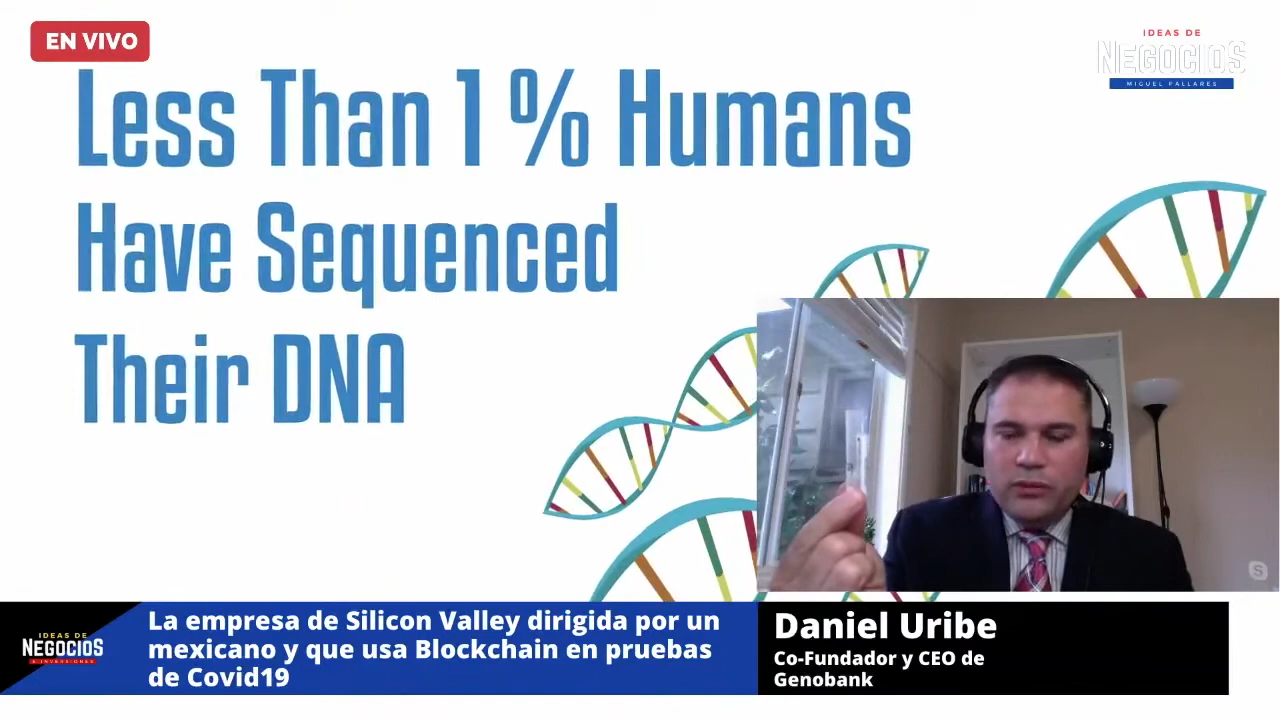 EN VIVO
IDEAS DE
NEGOCIOS
MIGUEL PALLARES
Less Than 1 % Humans
Have Sequenced
Their DNA
S
IDEAS DE
NEGOCIOS
& INVERSIONES
La empresa de Silicon Valley dirigida por un
mexicano y que usa Blockchain en pruebas
de Covid19
Daniel Uribe
Co-Fundador y CEO de
Genobank